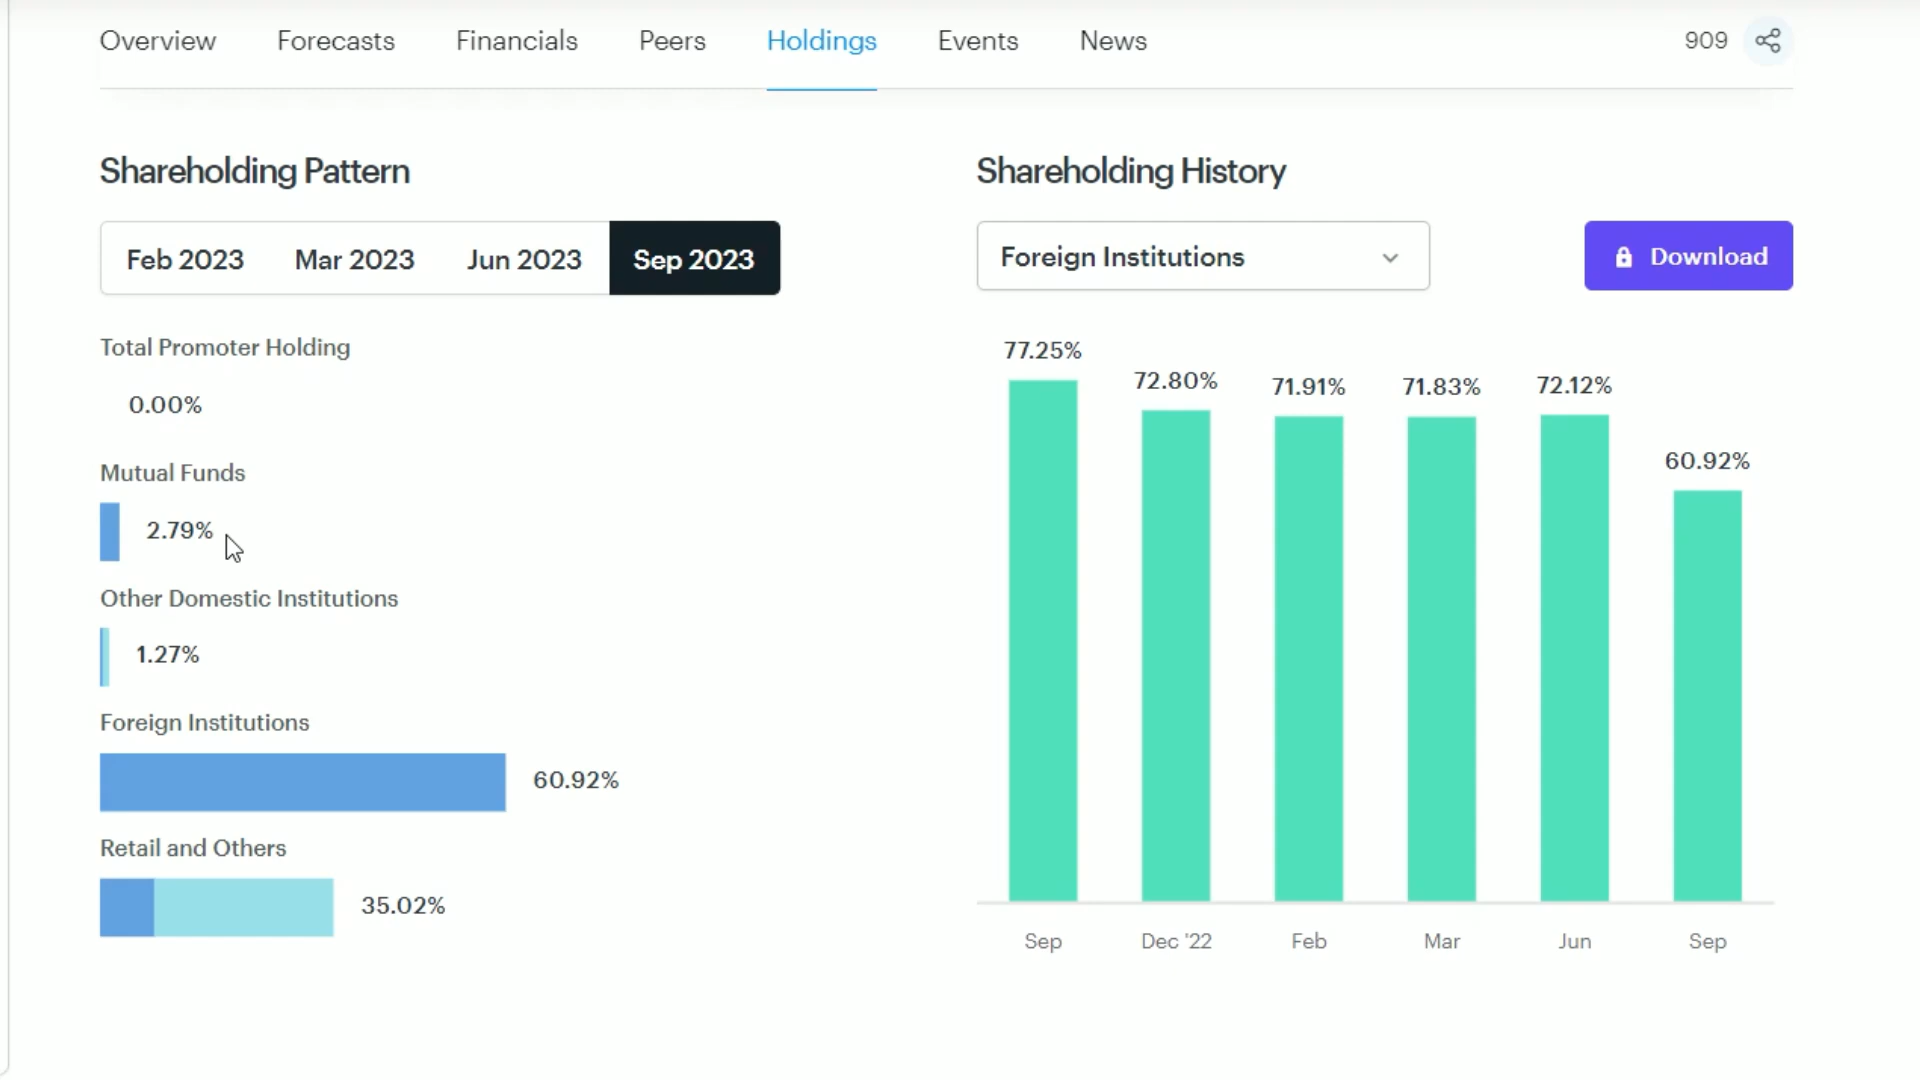 Overview Forecasts Financials Peers Holdings Events News 909
Shareholding Pattern
Feb 2023 Mar 2023 Jun 2023 Sep 2023
Total Promoter Holding
0.00%
Mutual Funds
2.79%
Other Domestic Institutions
1.27%
Foreign Institutions
60.92%
Retail and Others
35.02%
Shareholding History
Foreign Institutions
Download
77.25% 72.80% 71.91% 71.83% 72.12% 60.92%
Sep Dec '22 Feb Mar Jun Sep